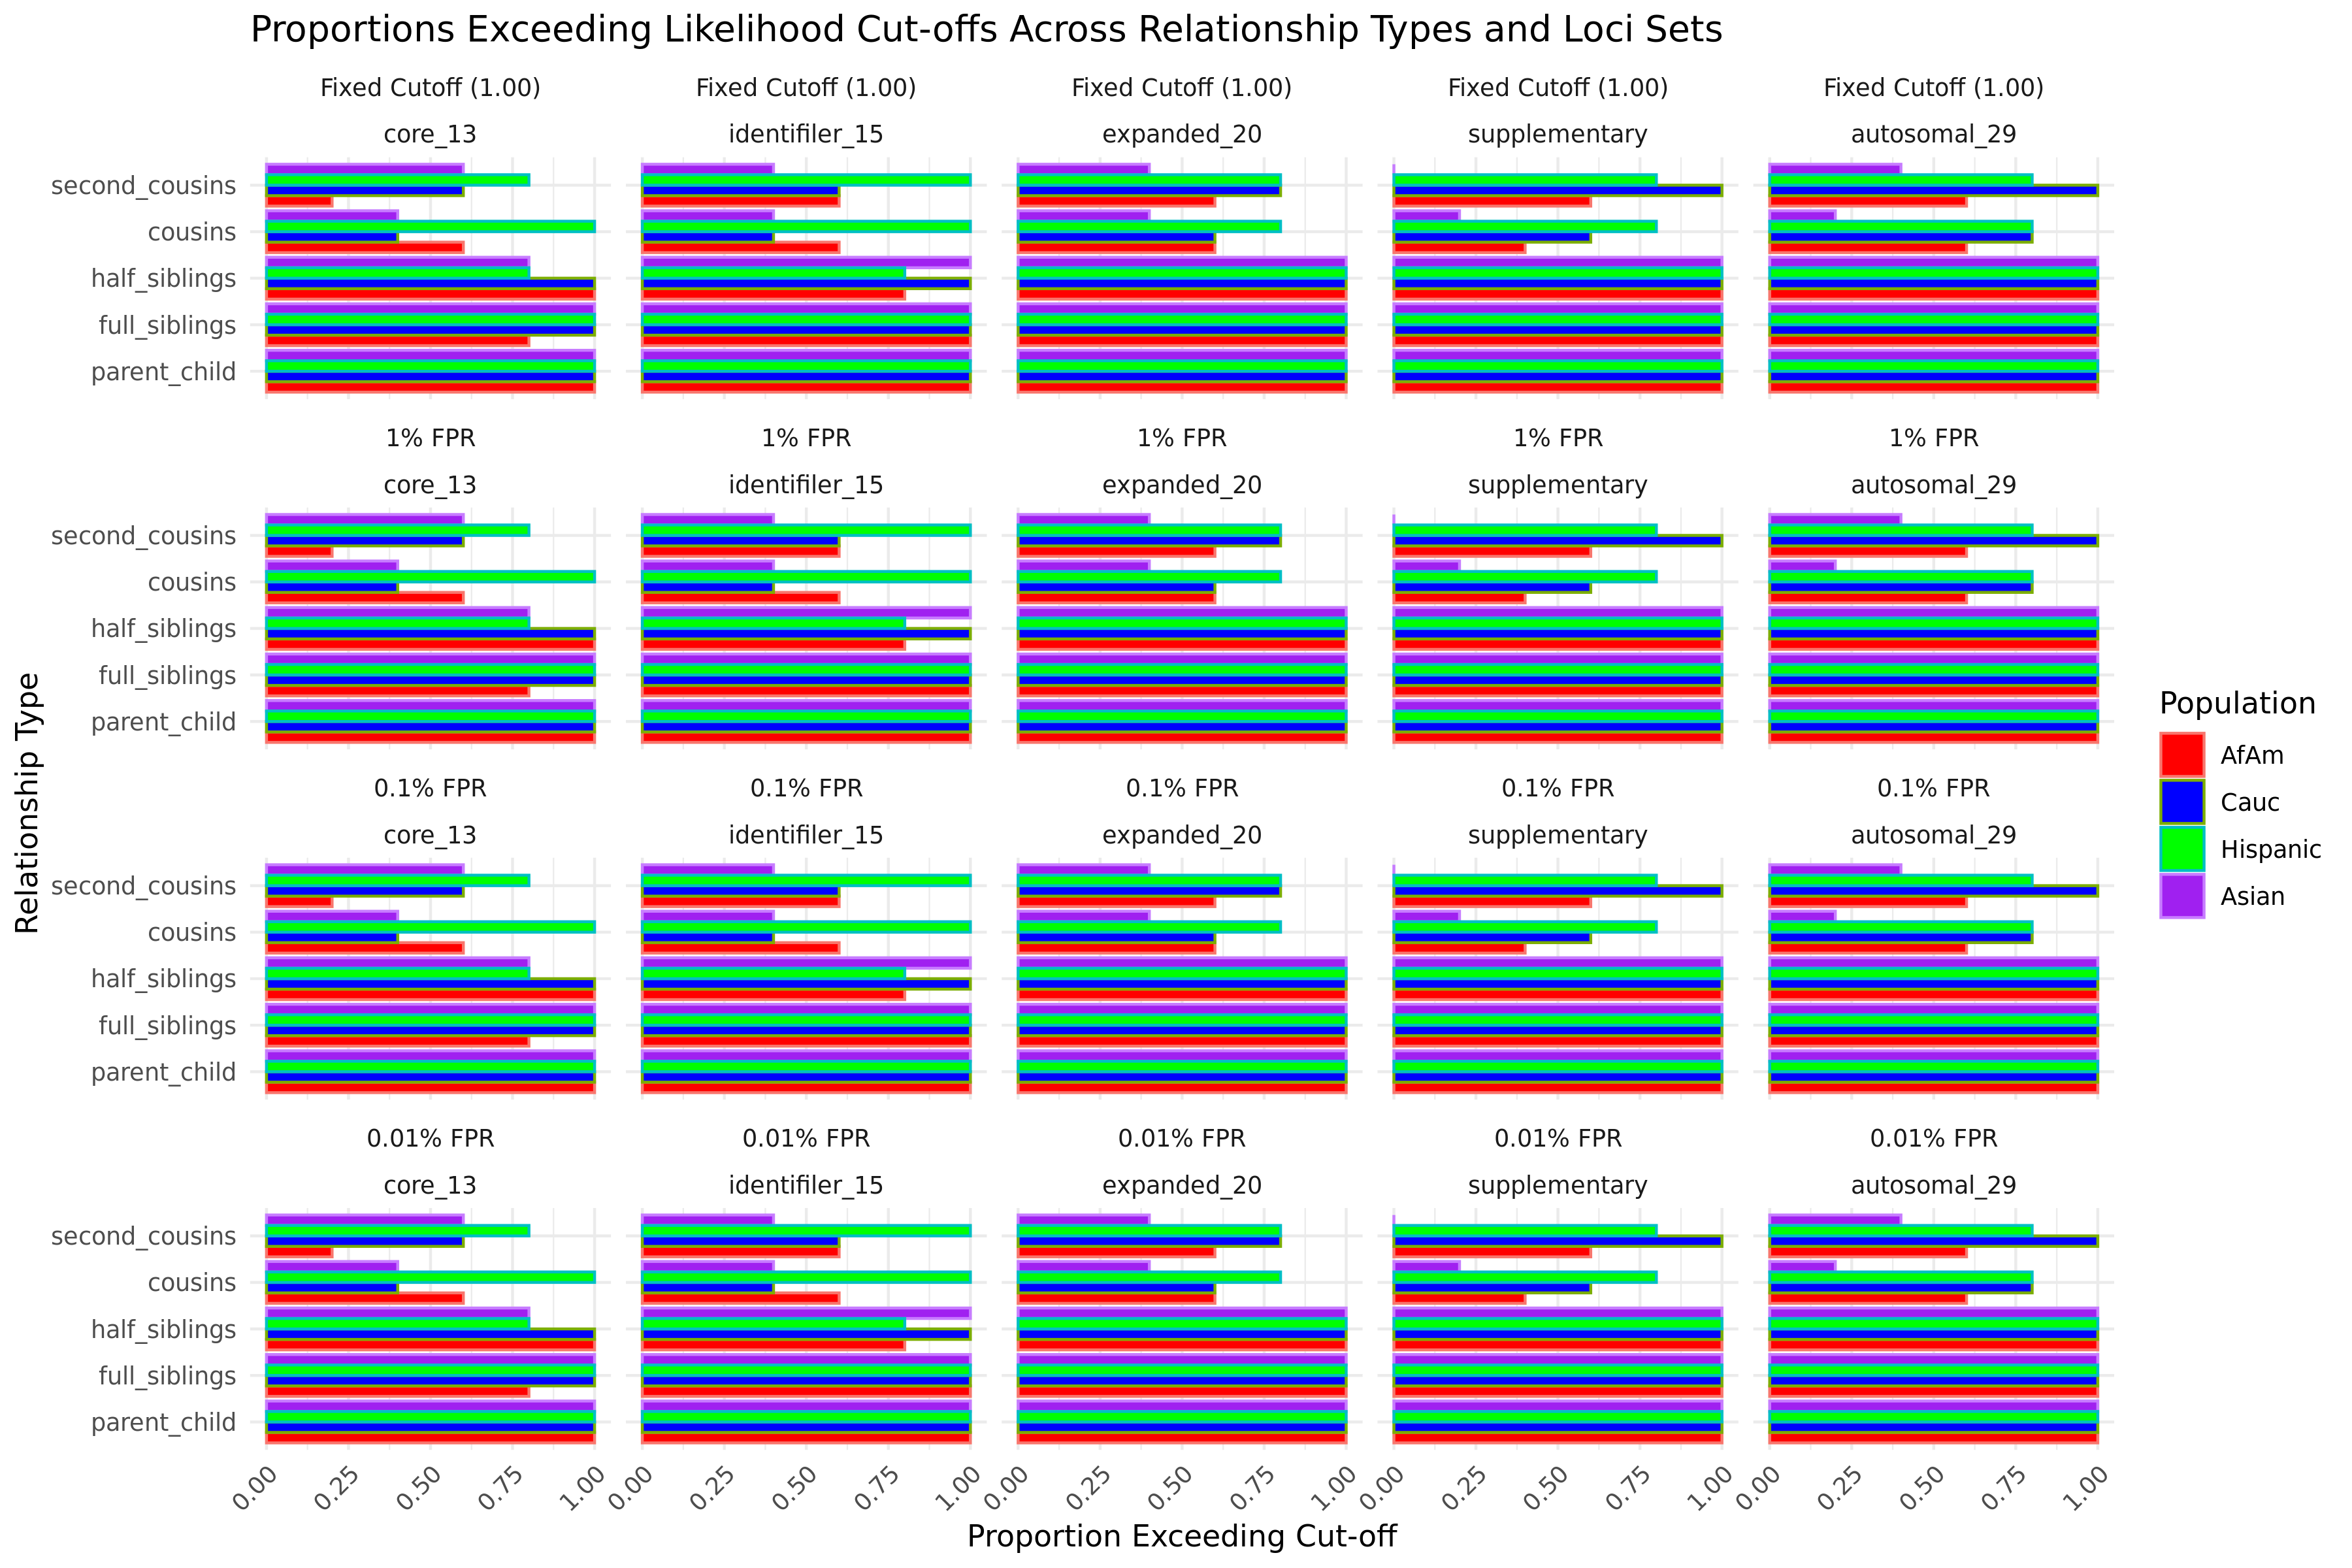 Proportions Exceeding Likelihood Cut-offs Across Relationship Types and Loci Sets
Fixed Cutoff (1.00) Fixed Cutoff (1.00) Fixed Cutoff (1.00) Fixed Cutoff (1.00) Fixed Cutoff (1.00)
core_13 identifiler_15 expanded_20 supplementary autosomal_29
second_cousins
cousins
half_siblings
full_siblings
parent_child
1% FPR 1% FPR 1% FPR 1% FPR 1% FPR
core_13 identifiler_15 expanded_20 supplementary autosomal_29
second_cousins
cousins
half_siblings
full_siblings
parent_child
0.1% FPR 0.1% FPR 0.1% FPR 0.1% FPR 0.1% FPR
core_13 identifiler_15 expanded_20 supplementary autosomal_29
second_cousins
cousins
half_siblings
full_siblings
parent_child
0.01% FPR 0.01% FPR 0.01% FPR 0.01% FPR 0.01% FPR
core_13 identifiler_15 expanded_20 supplementary autosomal_29
second_cousins
cousins
half_siblings
full_siblings
parent_child
0.00 0.25 0.50 0.75 1.00 0.00 0.25 0.50 0.75 1.00 0.00 0.25 0.50 0.75 1.00 0.00 0.25 0.50 0.75 1.00 0.00 0.25 0.50 0.75 1.00
Proportion Exceeding Cut-off
Relationship Type
Population
AfAm
Cauc
Hispanic
Asian